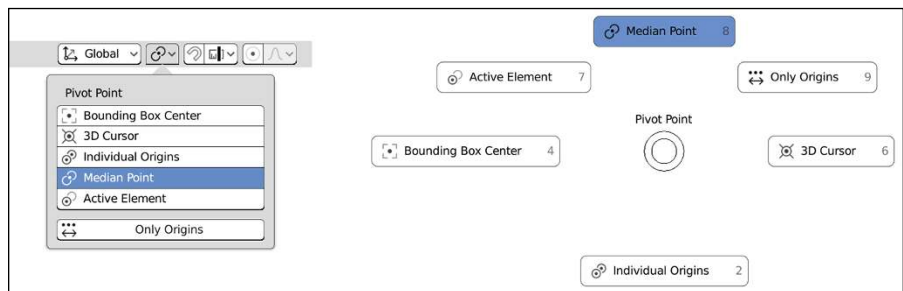 Global
Pivot Point
Bounding Box Center
3D Cursor
Individual Origins
Median Point
Active Element
Only Origins
Median Point 8
Active Element 7
Only Origins 9
Pivot Point
Bounding Box Center 4
3D Cursor 6
Individual Origins 2